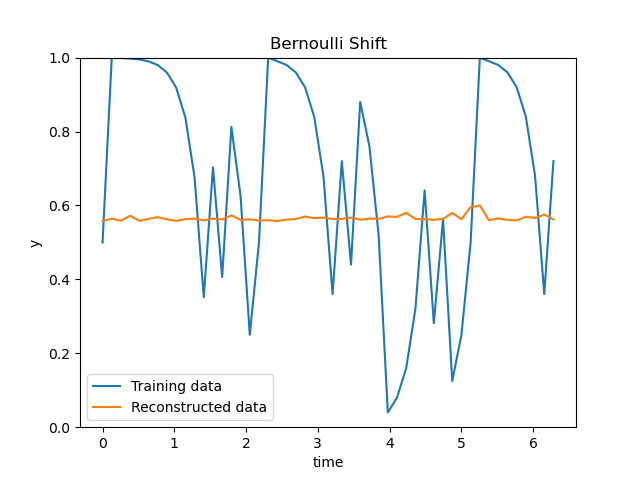 Bernoulli Shift
y
1.0
0.8
0.6
0.4
0.2
0.0
Training data
Reconstructed data
0 1 2 3 4 5 6
time